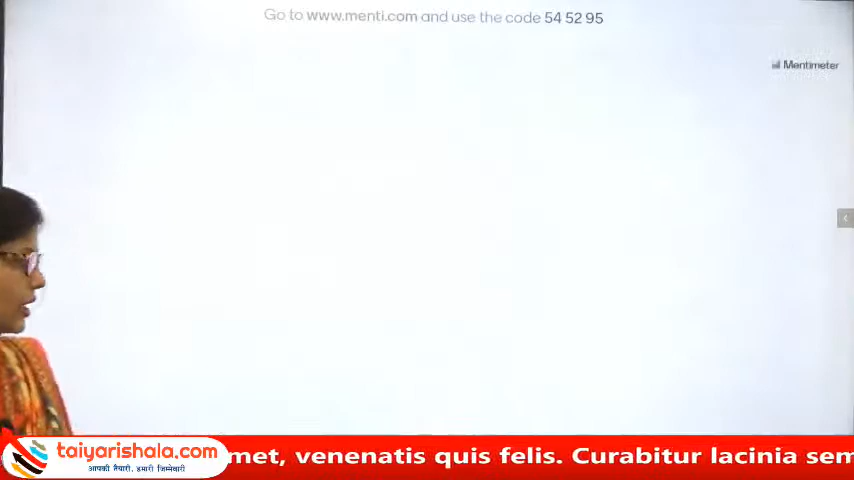 Go to www.menti.com and use the code 54 52 95
Mentimeter
taiyarishala.com
आपकी तैयारी, हमारी जिम्मेवारी
met, venenatis quis felis. Curabitur lacinia sem